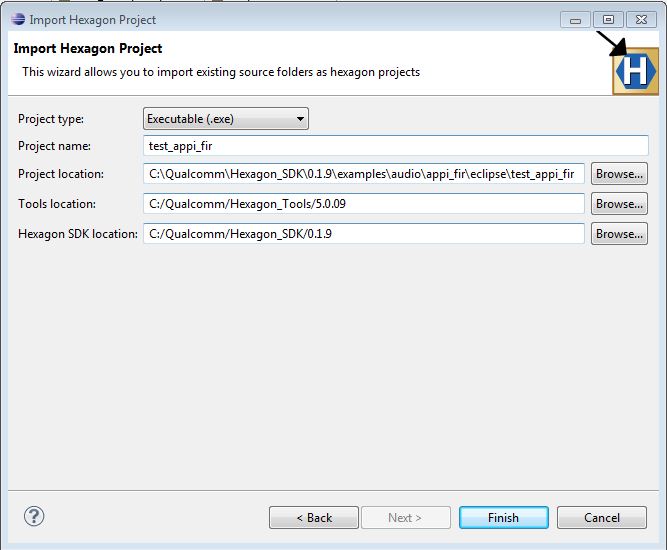 Import Hexagon Project
Import Hexagon Project
This wizard allows you to import existing source folders as hexagon projects
H
Project type: Executable (.exe)
Project name: test_appi_fir
Project location: C:\Qualcomm\Hexagon_SDK\0.1.9\examples\audio\appi_fir\eclipse\test_appi_fir Browse...
Tools location: C:/Qualcomm/Hexagon_Tools/5.0.09 Browse...
Hexagon SDK location: C:/Qualcomm/Hexagon_SDK/0.1.9 Browse...
? < Back Next > Finish Cancel